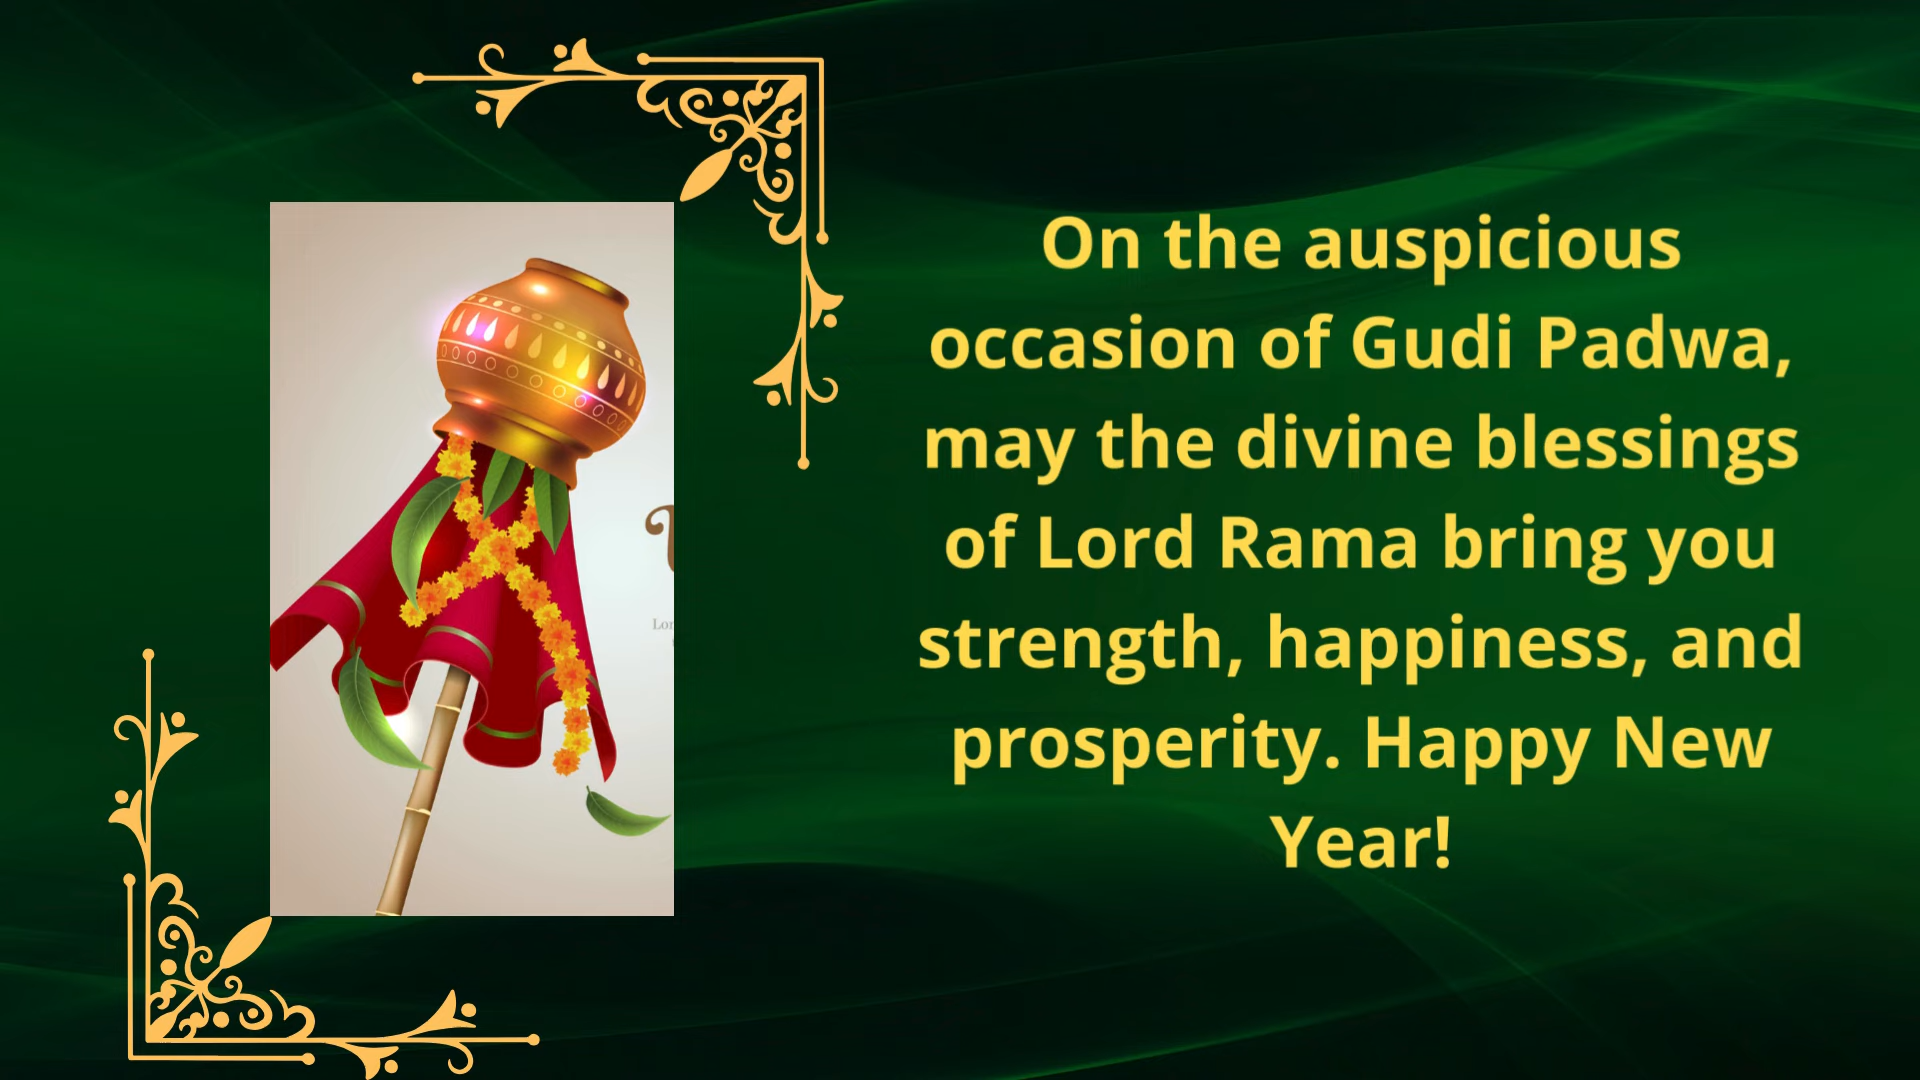 On the auspicious
occasion of Gudi Padwa,
may the divine blessings
of Lord Rama bring you
strength, happiness, and
prosperity. Happy New
Year!